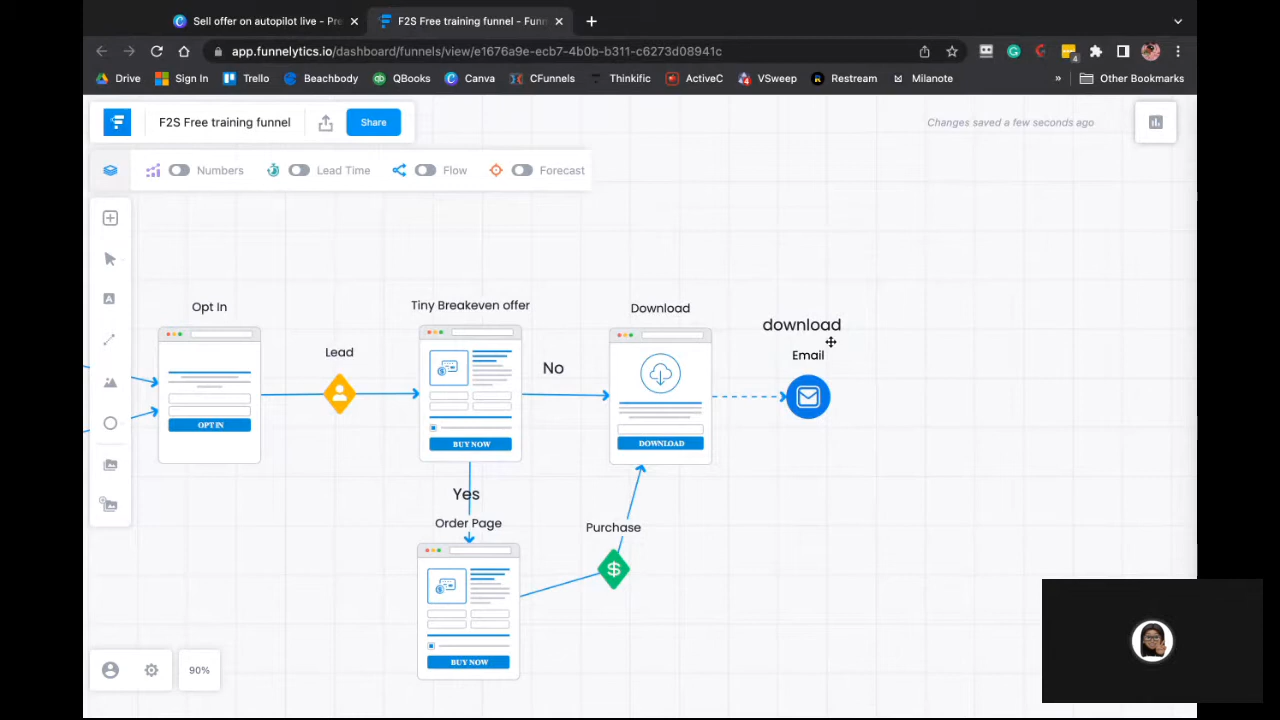 Sell offer on autopilot live - Pre
F2S Free training funnel - Funn
app.funnelytics.io/dashboard/funnels/view/e1676a9e-ecb7-4b0b-b311-c6273d08941c
4
Drive
Sign In
Trello
Beachbody
QBooks
Canva
CFunnels
Thinkific
ActiveC
VSweep
Restream
Milanote
»
Other Bookmarks
F2S Free training funnel
Share
Changes saved a few seconds ago
Numbers
Lead Time
Flow
Forecast
Opt In
OPT IN
Lead
Tiny Breakeven offer
BUY NOW
No
Download
DOWNLOAD
download
Email
Yes
Order Page
BUY NOW
Purchase
$
90%